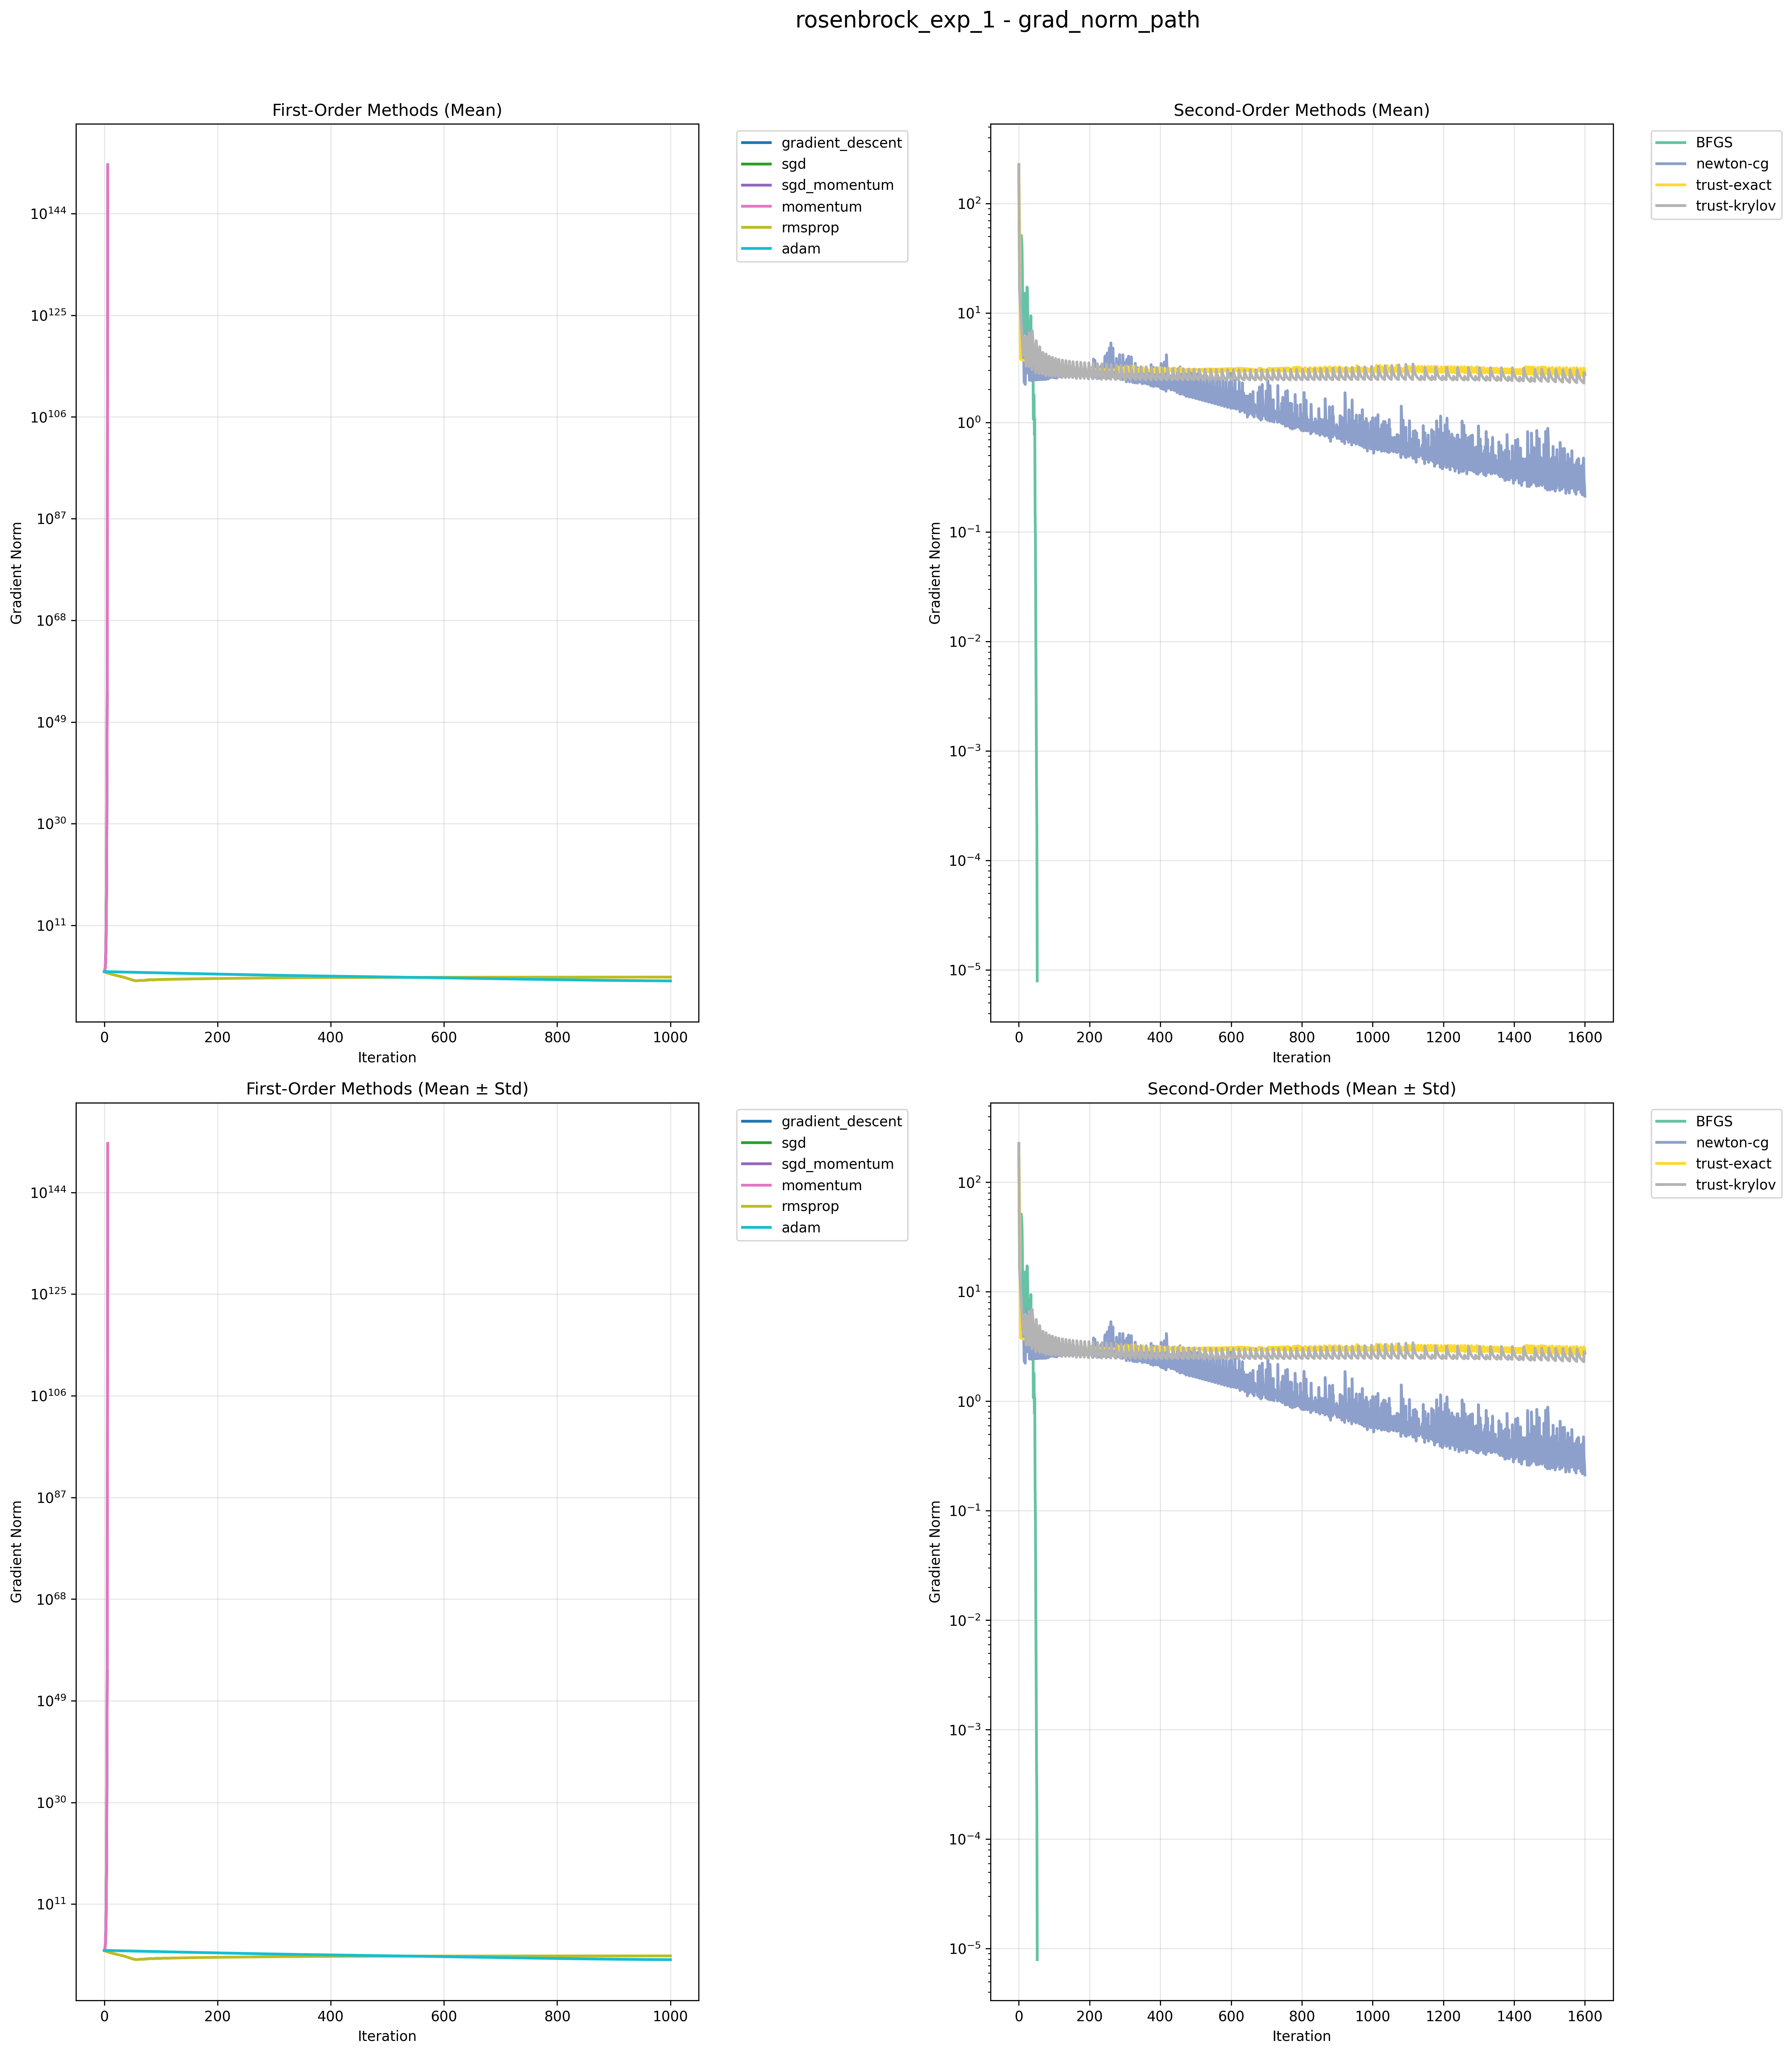 rosenbrock_exp_1 - grad_norm_path
First-Order Methods (Mean)
Gradient Norm
10^144
10^125
10^106
10^87
10^68
10^49
10^30
10^11
0 200 400 600 800 1000
Iteration
gradient_descent
sgd
sgd_momentum
momentum
rmsprop
adam
Second-Order Methods (Mean)
Gradient Norm
10^2
10^1
10^0
10^−1
10^−2
10^−3
10^−4
10^−5
0 200 400 600 800 1000 1200 1400 1600
Iteration
BFGS
newton-cg
trust-exact
trust-krylov
First-Order Methods (Mean ± Std)
Gradient Norm
10^144
10^125
10^106
10^87
10^68
10^49
10^30
10^11
0 200 400 600 800 1000
Iteration
gradient_descent
sgd
sgd_momentum
momentum
rmsprop
adam
Second-Order Methods (Mean ± Std)
Gradient Norm
10^2
10^1
10^0
10^−1
10^−2
10^−3
10^−4
10^−5
0 200 400 600 800 1000 1200 1400 1600
Iteration
BFGS
newton-cg
trust-exact
trust-krylov